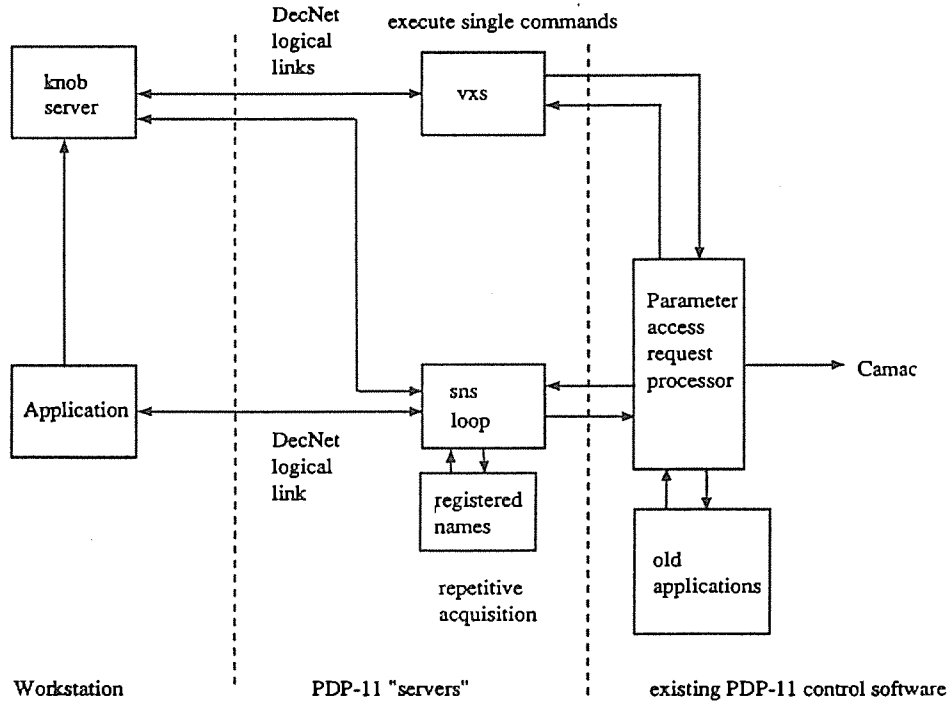 DecNet
logical
links
execute single commands
knob
server
vxs
Parameter
access
request
processor
Camac
Application
sns
loop
DecNet
logical
link
registered
names
old
applications
repetitive
acquisition
Workstation
PDP-11 "servers"
existing PDP-11 control software